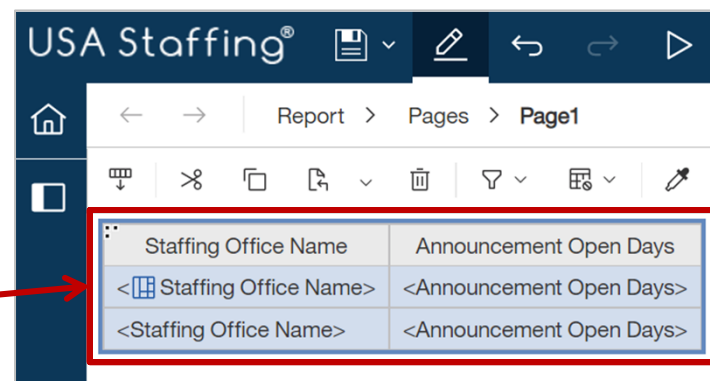 USA Staffing®
Report > Pages > Page1
Staffing Office Name Announcement Open Days
<Staffing Office Name> <Announcement Open Days>
<Staffing Office Name> <Announcement Open Days>